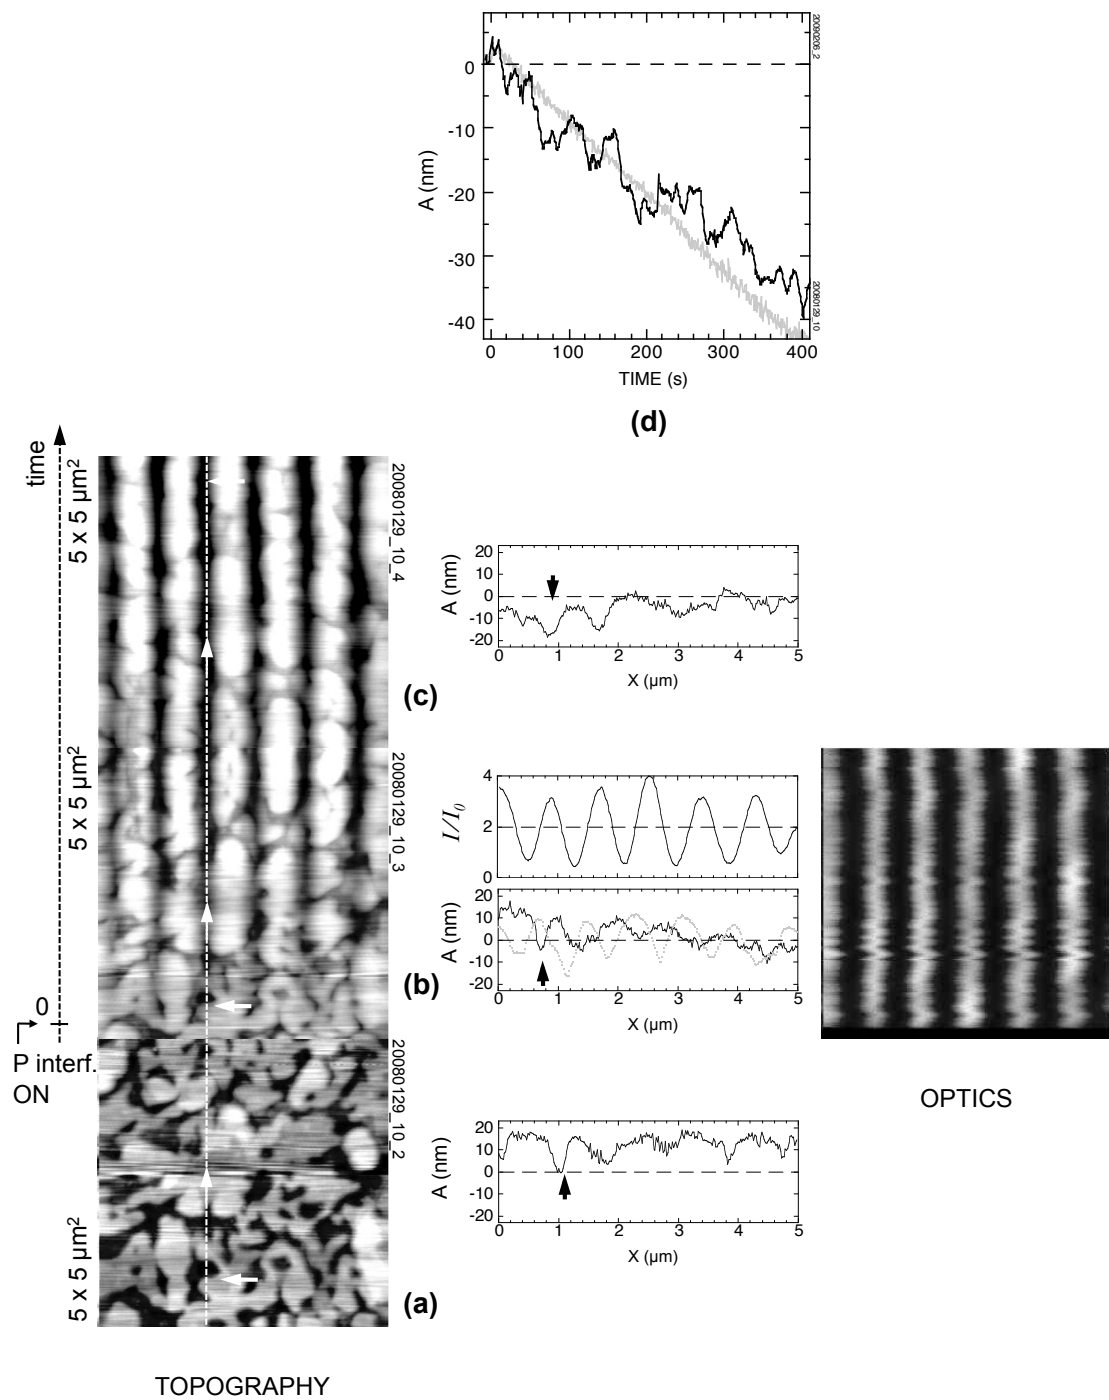 0
-10
-20
-30
-40
A (nm)
0
100
200
300
400
TIME (s)
20090206_2
20080129_10
(d)
time
5 x 5 µm²
5 x 5 µm²
0
P interf.
ON
5 x 5 µm²
20080129_10_4
20080129_10_3
20080129_10_2
TOPOGRAPHY
(c)
A (nm)
20
10
0
-10
-20
0
1
2
3
4
5
X (µm)
(b)
I/I₀
4
2
0
A (nm)
20
10
0
-10
-20
0
1
2
3
4
5
X (µm)
OPTICS
(a)
A (nm)
20
10
0
-10
-20
0
1
2
3
4
5
X (µm)